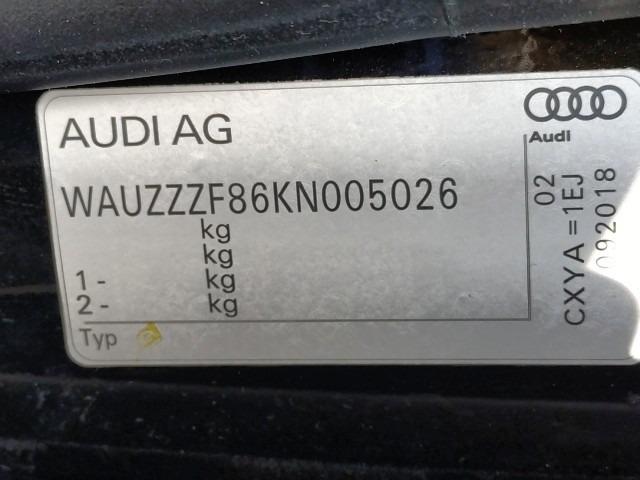 AUDI AG
Audi
WAUZZZF86KN005026
kg
kg
1 - kg
2 - kg
Typ
02
CXYA =1EJ
092018